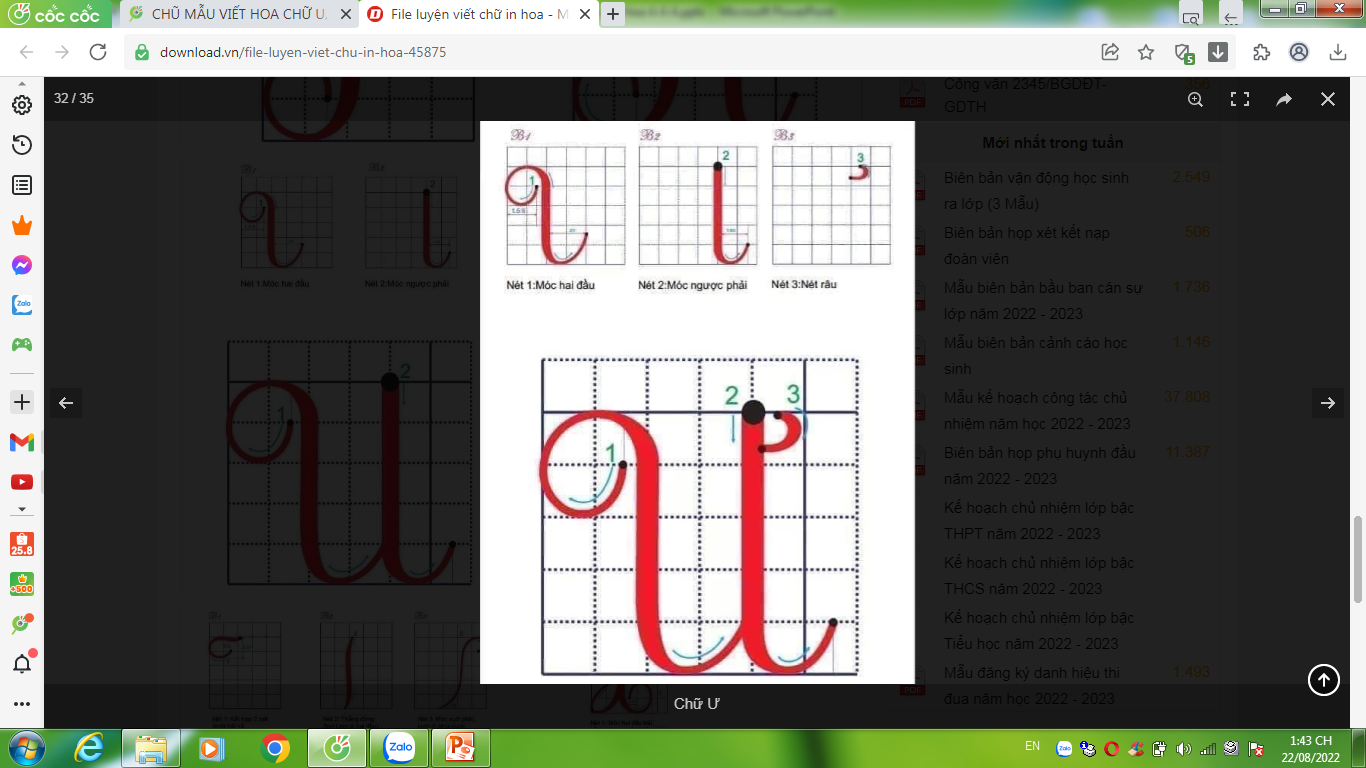 cốc cốc
CHỮ MẪU VIẾT HOA CHỮ U,
File luyện viết chữ in hoa - M
download.vn/file-luyen-viet-chu-in-hoa-45875
5
32 / 35
Công văn 2345/BGDĐT-
GDTH
Mới nhất trong tuần
Biên bản vận động học sinh
ra lớp (3 Mẫu)
2.549
Biên bản họp xét kết nạp
đoàn viên
506
Mẫu biên bản bầu ban cán sự
lớp năm 2022 - 2023
1.736
Mẫu biên bản cảnh cáo học
sinh
1.146
Mẫu kế hoạch công tác chủ
nhiệm năm học 2022 - 2023
37.808
Biên bản họp phụ huynh đầu
năm 2022 - 2023
11.387
Kế hoạch chủ nhiệm lớp bậc
THPT năm 2022 - 2023
Kế hoạch chủ nhiệm lớp bậc
THCS năm 2022 - 2023
Kế hoạch chủ nhiệm lớp bậc
Tiểu học năm 2022 - 2023
Mẫu đăng ký danh hiệu thi
đua năm học 2022 - 2023
1.493
B1 B2 B3
1 2 3
Nét 1:Móc hai đầu Nét 2:Móc ngược phải Nét 3:Nét râu
Nét 1:Móc hai đầu Nét 2:Móc ngược phải
1 2
1 2 3
Ư
Chữ Ư
Zalo
25.8
+500
Zalo
EN
1:43 CH
22/08/2022